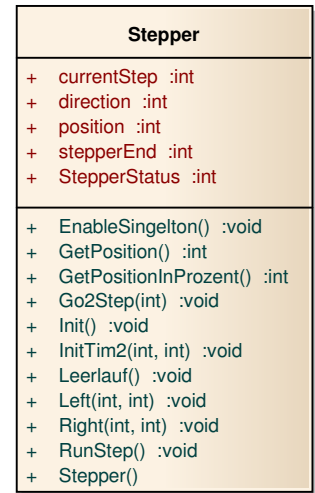 Stepper
+ currentStep :int
+ direction :int
+ position :int
+ stepperEnd :int
+ StepperStatus :int
+ EnableSingelton() :void
+ GetPosition() :int
+ GetPositionInProzent() :int
+ Go2Step(int) :void
+ Init() :void
+ InitTim2(int, int) :void
+ Leerlauf() :void
+ Left(int, int) :void
+ Right(int, int) :void
+ RunStep() :void
+ Stepper()